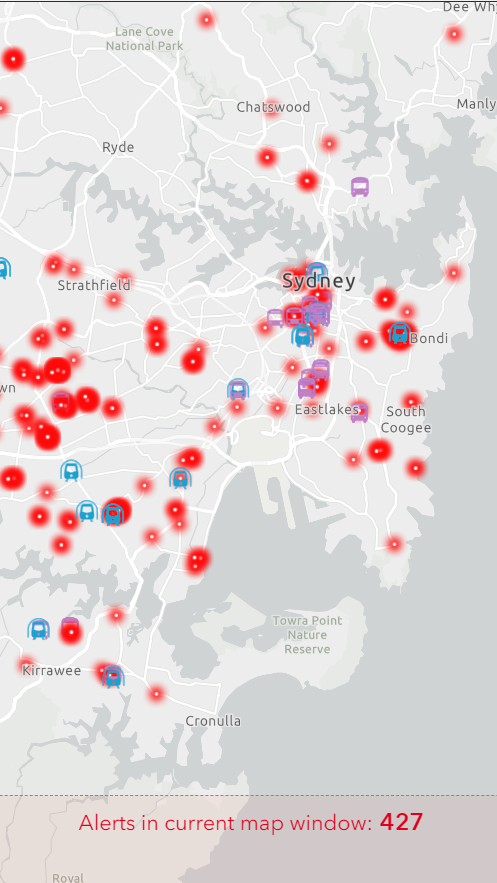 Dee Wh
Lane Cove
National Park
Chatswood
Manly
Ryde
Sydney
Strathfield
Bondi
wn
Eastlakes
South
Coogee
Towra Point
Nature
Reserve
Kirrawee
Cronulla
Alerts in current map window: 427
Royal